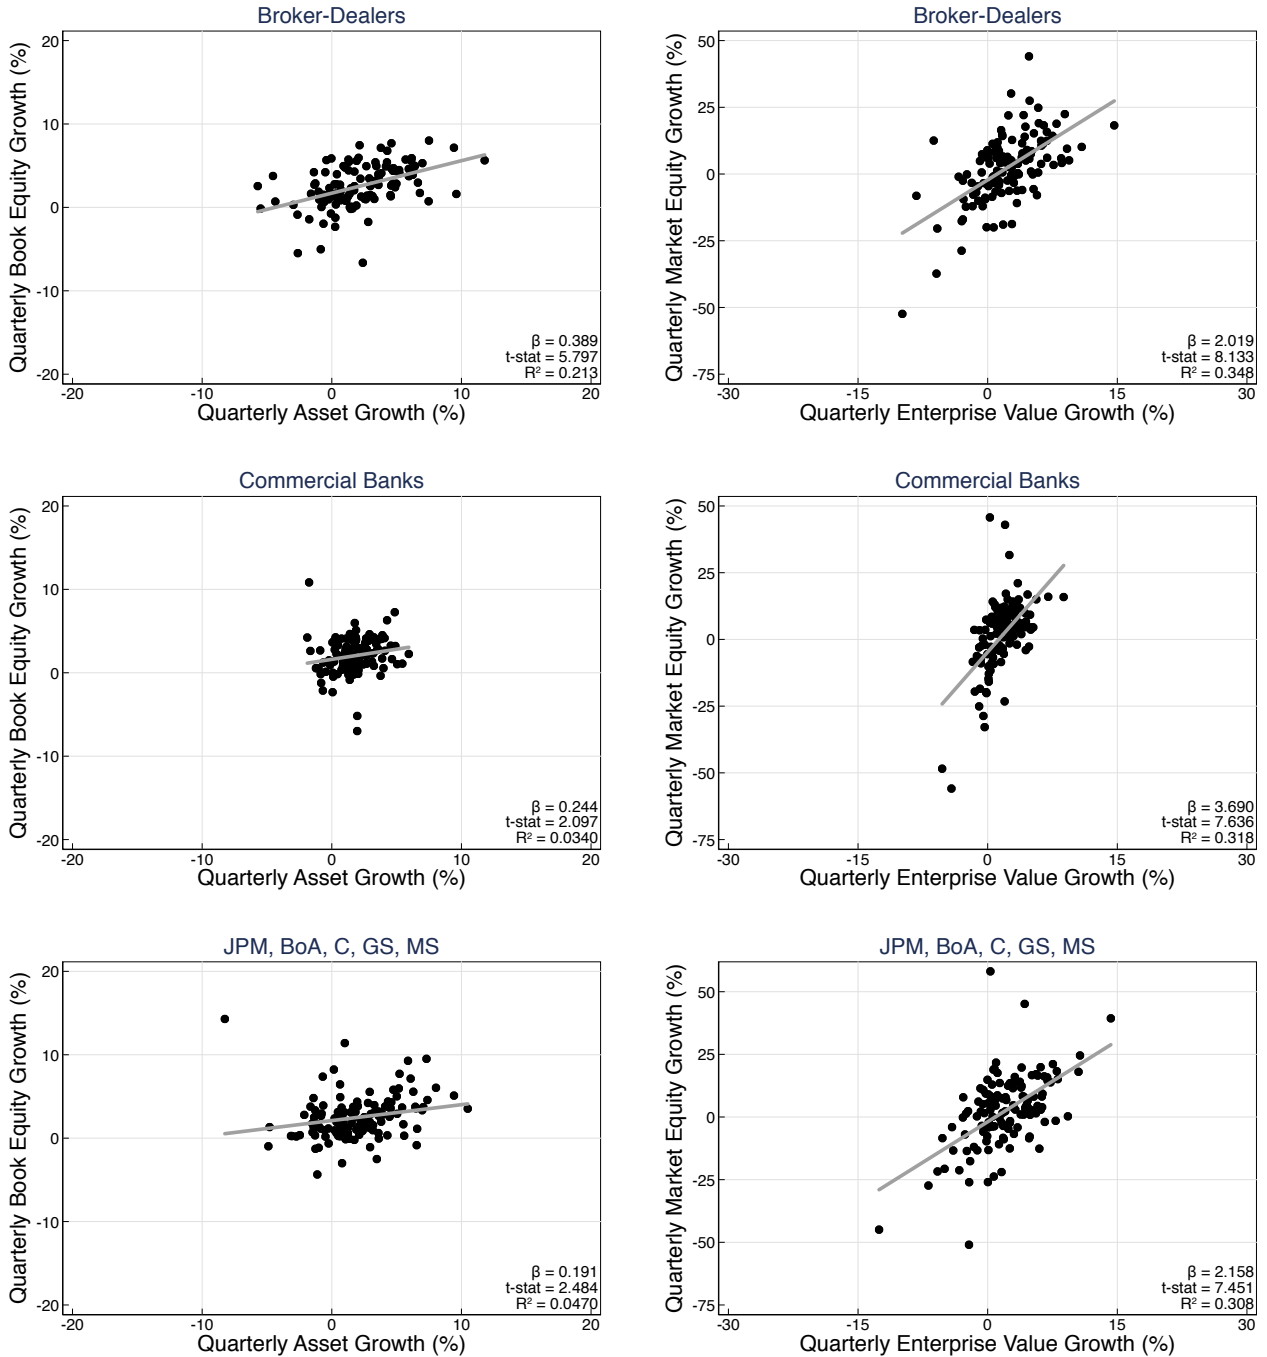 Broker-Dealers
Quarterly Book Equity Growth (%)
20
10
0
-10
-20
β = 0.389
t-stat = 5.797
R² = 0.213
-20 -10 0 10 20
Quarterly Asset Growth (%)
Broker-Dealers
Quarterly Market Equity Growth (%)
50
25
0
-25
-50
-75
β = 2.019
t-stat = 8.133
R² = 0.348
-30 -15 0 15 30
Quarterly Enterprise Value Growth (%)
Commercial Banks
Quarterly Book Equity Growth (%)
20
10
0
-10
-20
β = 0.244
t-stat = 2.097
R² = 0.0340
-20 -10 0 10 20
Quarterly Asset Growth (%)
Commercial Banks
Quarterly Market Equity Growth (%)
50
25
0
-25
-50
-75
β = 3.690
t-stat = 7.636
R² = 0.318
-30 -15 0 15 30
Quarterly Enterprise Value Growth (%)
JPM, BoA, C, GS, MS
Quarterly Book Equity Growth (%)
20
10
0
-10
-20
β = 0.191
t-stat = 2.484
R² = 0.0470
-20 -10 0 10 20
Quarterly Asset Growth (%)
JPM, BoA, C, GS, MS
Quarterly Market Equity Growth (%)
50
25
0
-25
-50
-75
β = 2.158
t-stat = 7.451
R² = 0.308
-30 -15 0 15 30
Quarterly Enterprise Value Growth (%)